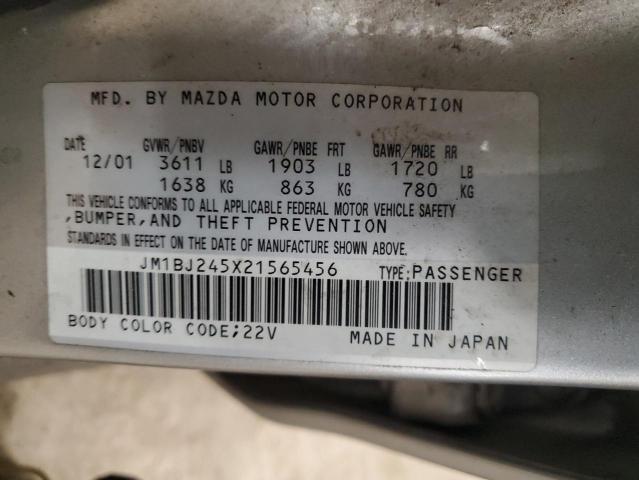 MFD. BY MAZDA MOTOR CORPORATION
DATE GVWR/PNBV GAWR/PNBE FRT GAWR/PNBE RR
12/01 3611 LB 1903 LB 1720 LB
1638 KG 863 KG 780 KG
THIS VEHICLE CONFORMS TO ALL APPLICABLE FEDERAL MOTOR VEHICLE SAFETY
,BUMPER,AND THEFT PREVENTION
STANDARDS IN EFFECT ON THE DATE OF MANUFACTURE SHOWN ABOVE.
JM1BJ245X21565456 TYPE:PASSENGER
BODY COLOR CODE;22V MADE IN JAPAN